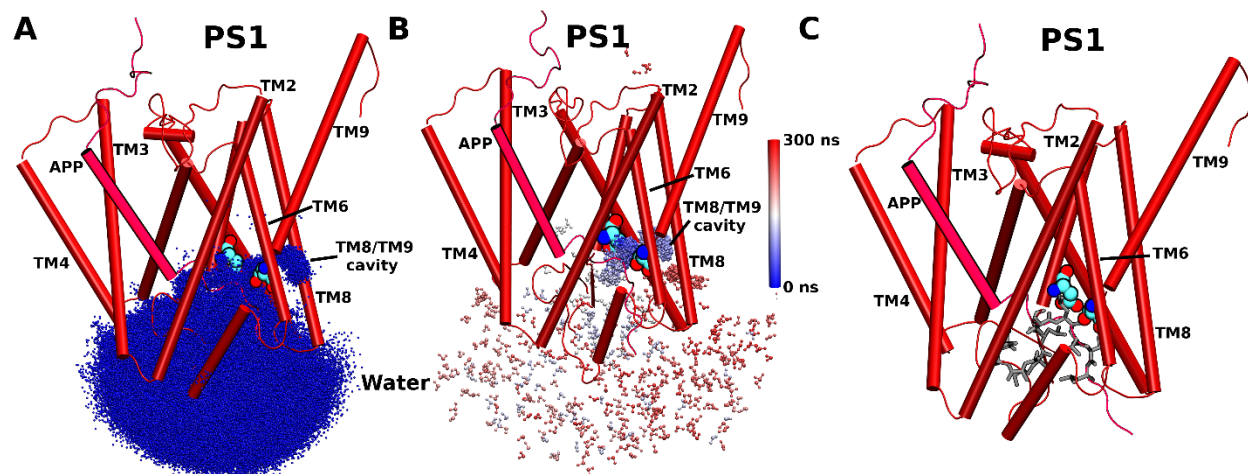 A
PS1
TM2
TM9
TM3
APP
TM6
TM8/TM9
cavity
TM4
TM8
Water
B
PS1
TM2
TM9
TM3
APP
TM6
TM8/TM9
cavity
TM4
TM8
300 ns
0 ns
C
PS1
TM2
TM9
TM3
APP
TM6
TM4
TM8